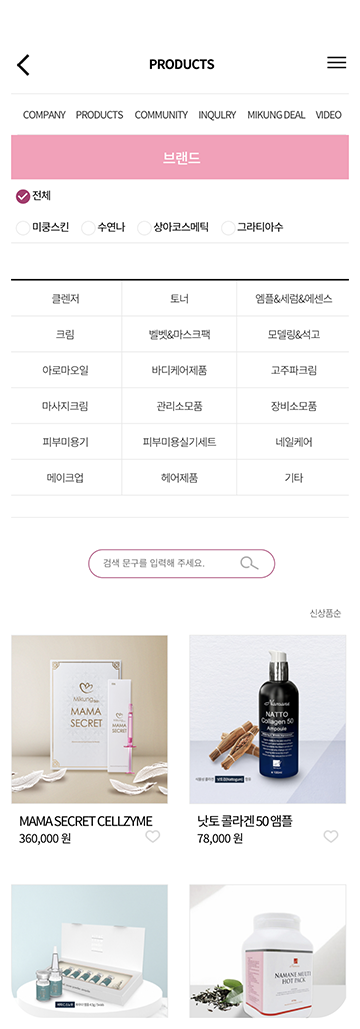 PRODUCTS
COMPANY PRODUCTS COMMUNITY INQULRY MIKUNG DEAL VIDEO
브랜드
전체
미쿵스킨 수연나 상아코스메틱 그라티아수
클렌저 토너 엠플&세럼&에센스
크림 벨벳&마스크팩 모델링&석고
아로마오일 바디케어제품 고주파크림
마사지크림 관리소모품 장비소모품
피부미용기 피부미용실기세트 네일케어
메이크업 헤어제품 기타
검색 문구를 입력해 주세요.
신상품순
Mikung
MAMA
SECRET
MAMA
SECRET
NATTO
Collagen 50
Ampoule
MAMA SECRET CELLZYME
360,000 원
낫토 콜라겐 50 앰플
78,000 원
NAMANE MULTI
HOT PACK